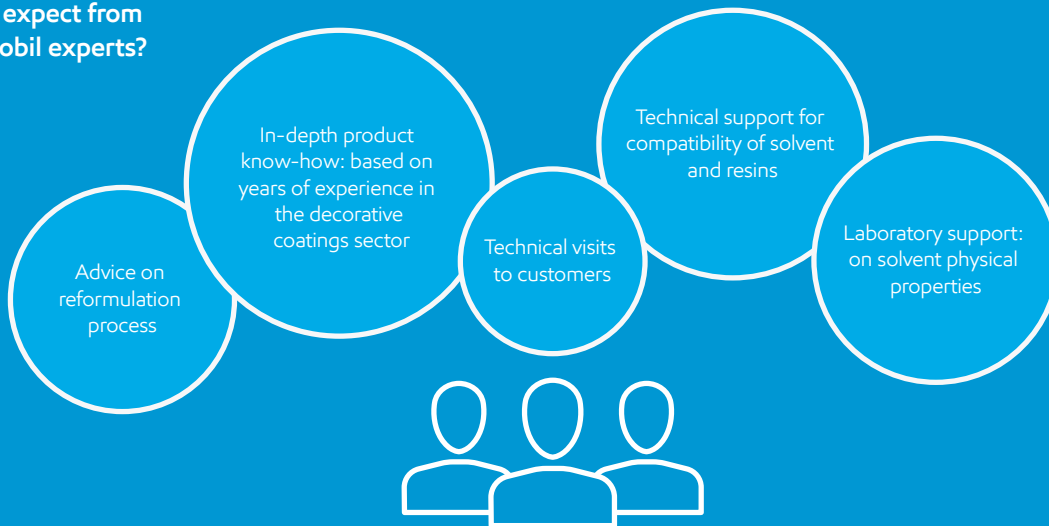 expect from
obil experts?
In-depth product
know-how: based on
years of experience in
the decorative
coatings sector
Technical support for
compatibility of solvent
and resins
Advice on
reformulation
process
Technical visits
to customers
Laboratory support:
on solvent physical
properties